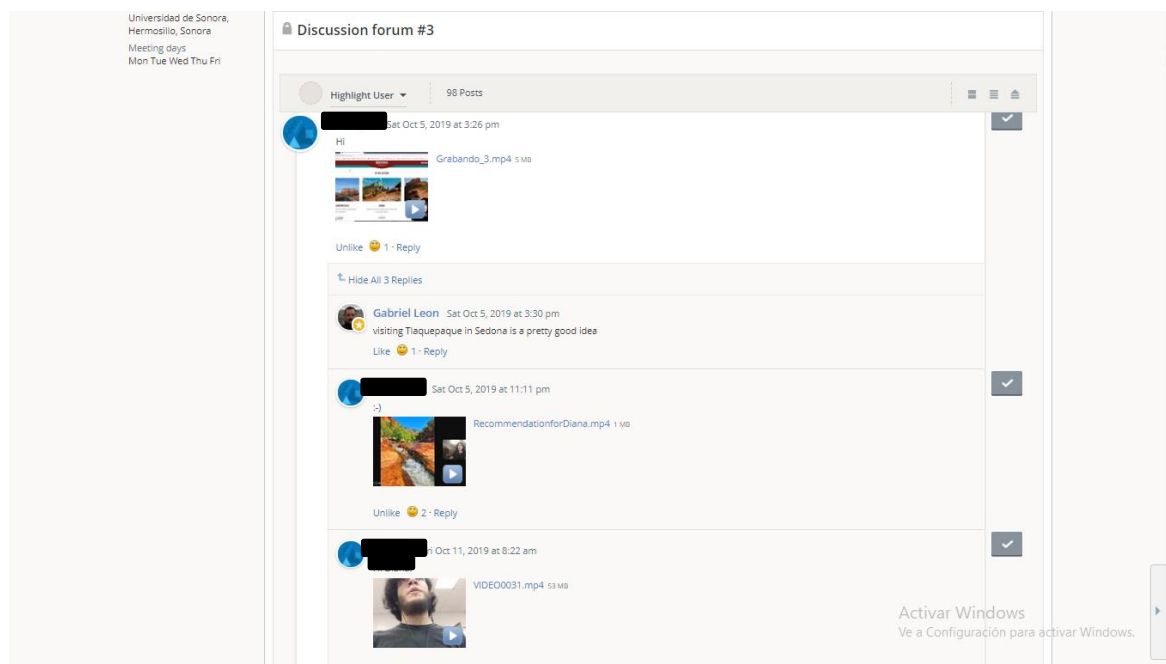 Universidad de Sonora,
Hermosillo, Sonora
Meeting days
Mon Tue Wed Thu Fri
Discussion forum #3
Highlight User
98 Posts
Sat Oct 5, 2019 at 3:26 pm
Hi
Grabando_3.mp4 5 MB
Unlike 1 · Reply
Hide All 3 Replies
Gabriel Leon Sat Oct 5, 2019 at 3:30 pm
visiting Tlaquepaque in Sedona is a pretty good idea
Like 1 · Reply
Sat Oct 5, 2019 at 11:11 pm
:-)
RecommendationforDiana.mp4 1 MB
Unlike 2 · Reply
Oct 11, 2019 at 8:22 am
VIDEO0031.mp4 53 MB
Activar Windows
Ve a Configuración para activar Windows.